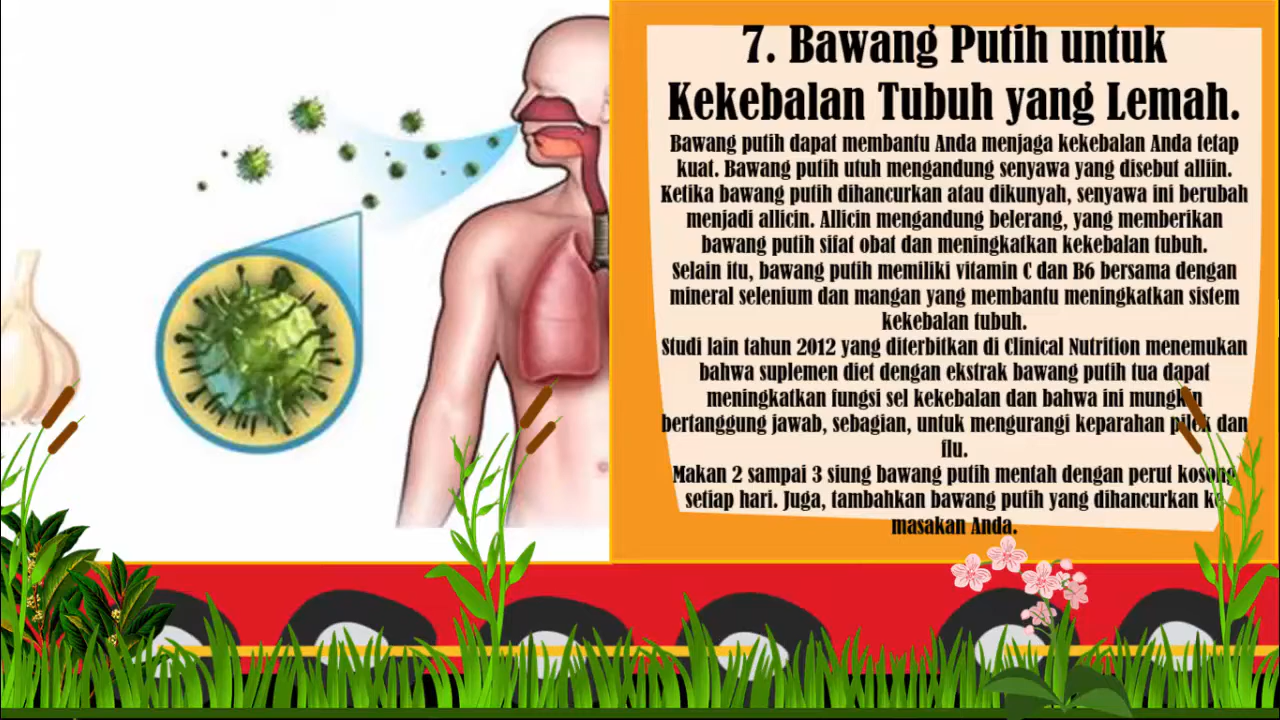 7. Bawang Putih untuk
Kekebalan Tubuh yang Lemah.
Bawang putih dapat membantu Anda menjaga kekebalan Anda tetap
kuat. Bawang putih utuh mengandung senyawa yang disebut alliin.
Ketika bawang putih dihancurkan atau dikunyah, senyawa ini berubah
menjadi allicin. Allicin mengandung belerang, yang memberikan
bawang putih sifat obat dan meningkatkan kekebalan tubuh.
Selain itu, bawang putih memiliki vitamin C dan B6 bersama dengan
mineral selenium dan mangan yang membantu meningkatkan sistem
kekebalan tubuh.
Studi lain tahun 2012 yang diterbitkan di Clinical Nutrition menemukan
bahwa suplemen diet dengan ekstrak bawang putih tua dapat
meningkatkan fungsi sel kekebalan dan bahwa ini mungkin
bertanggung jawab, sebagian, untuk mengurangi keparahan pilek dan
flu.
Makan 2 sampai 3 siung bawang putih mentah dengan perut kosong
setiap hari. Juga, tambahkan bawang putih yang dihancurkan ke
masakan Anda.